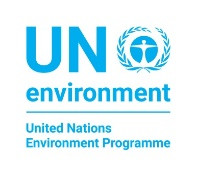 UN
environment
United Nations
Environment Programme